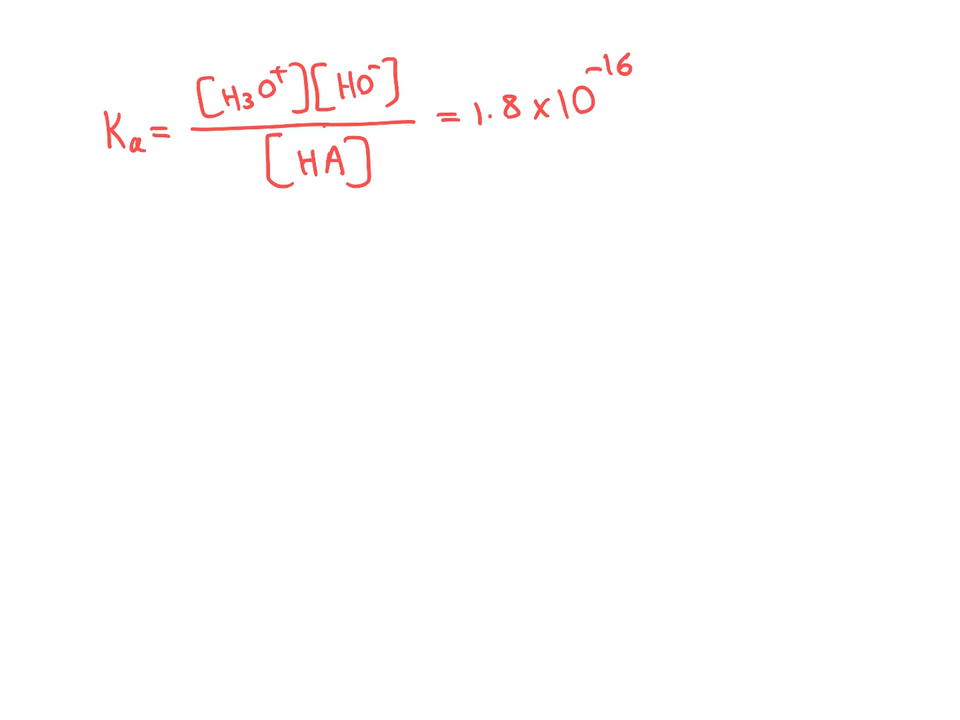 Ka = [H₃O⁺][HO⁻] / [HA] = 1.8 × 10⁻¹⁶